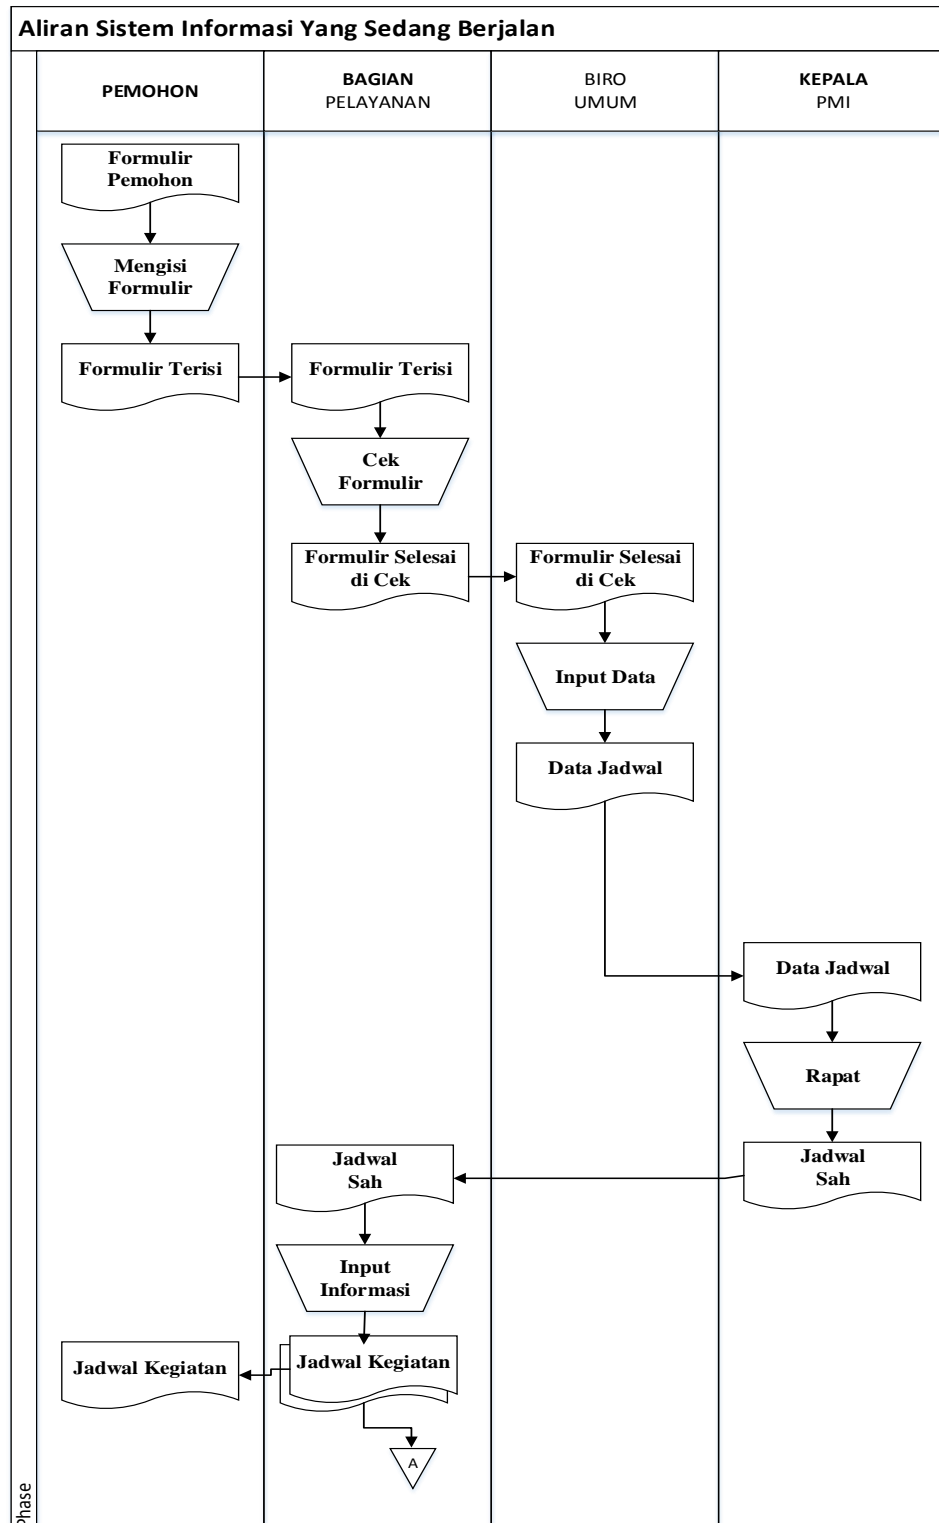 Aliran Sistem Informasi Yang Sedang Berjalan
PEMOHON
BAGIAN
PELAYANAN
BIRO
UMUM
KEPALA
PMI
Formulir
Pemohon
Mengisi
Formulir
Formulir Terisi
Formulir Terisi
Cek
Formulir
Formulir Selesai
di Cek
Formulir Selesai
di Cek
Input Data
Data Jadwal
Data Jadwal
Rapat
Jadwal
Sah
Jadwal
Sah
Input
Informasi
Jadwal Kegiatan
Jadwal Kegiatan
A
Phase